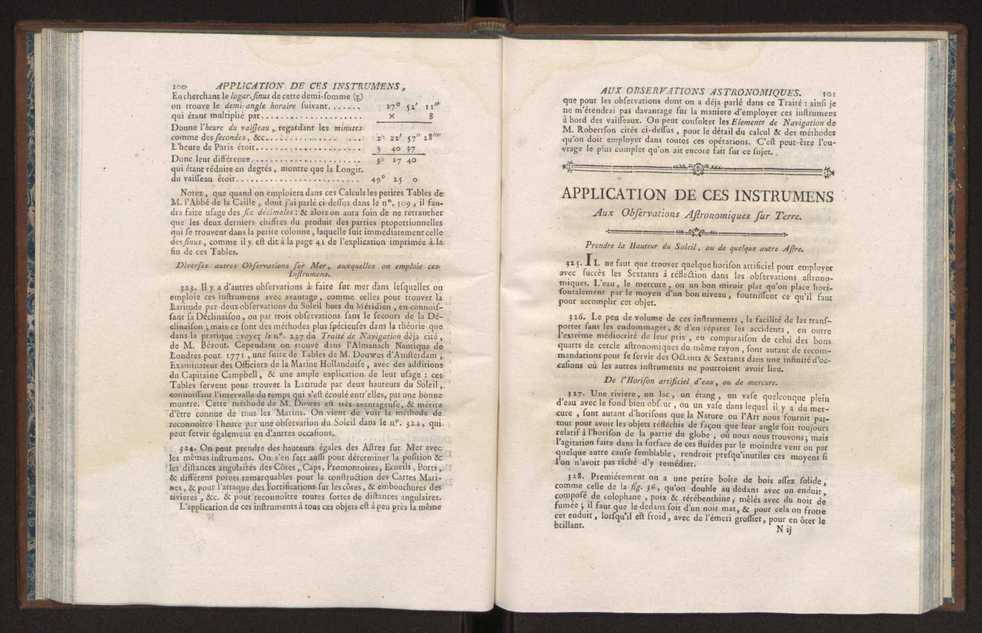 100 APPLICATION DE CES INSTRUMENS,
En cherchant le logar. sinus de cette demi-somme (g)
on trouve le demi-angle horaire suivant....... 27° 52′ 11″
qui étant multiplié par.................... × 8
Donne l'heure du vaisseau, regardant les minutes
comme des secondes, &c................... 2h 22′ 57″ 28‴
L'heure de Paris étoit..................... 3 40 37
Donc leur différence...................... 3h 17 40
qui étant réduire en degrés, montre que la Longit.
du vaisseau étoit......................... 49° 25 0
Notez, que quand on emploiera dans ces Calculs les petites Tables de
M. l'Abbé de la Caille, dont j'ai parlé ci-dessus dans le n°. 309, il fau-
dra faire usage des six décimales: & alors on aura soin de ne retrancher
que les deux derniers chiffres du produit des parties proportionnelles
qui se trouvent dans la petite colonne, laquelle suit immédiatement celle
des sinus, comme il y est dit à la page 41 de l'explication imprimée à la
fin de ces Tables.
Diverses autres Observations sur Mer, auxquelles on emploie ces
Instrumens.
323. Il y a d'autres observations à faire sur mer dans lesquelles on
emploie ces instrumens avec avantage, comme celles pour trouver la
Latitude par deux observations du Soleil hors du Méridien, en connois-
sant sa Déclinaison, ou par trois observations sans le secours de la Dé-
clinaison; mais ce sont des méthodes plus spécieuses dans la théorie que
dans la pratique: voyez le n°. 237 du Traité de Navigation déja cité,
de M. Bézout. Cependant on trouve dans l'Almanach Nautique de
Londres pour 1771, une suite de Tables de M. Douwes d'Amsterdam,
Examinateur des Officiers de la Marine Hollandoise, avec des additions
du Capitaine Campbell, & une ample explication de leur usage: ces
Tables servent pour trouver la Latitude par deux hauteurs du Soleil,
connoissant l'intervalle du temps qui s'est écoulé entr'elles, par une bonne
montre. Cette méthode de M. Douwes est très avantageuse, & mérite
d'être connue de tous les Marins. On vient de voir la méthode de
reconnoître l'heure par une observation du Soleil dans le n°. 322, qui
peut servir également en d'autres occasions.
324. On peut prendre des hauteurs égales des Astres sur Mer avec
les mêmes instrumens. On s'en sert aussi pour déterminer la position &
les distances angulaires des Côtes, Caps, Promontoires, Ecueils, Ports,
& différens points remarquables pour la construction des Cartes Mari-
nes, & pour l'attaque des Fortifications sur les côtes, & embouchures des
rivieres, &c. & pour reconnoître toutes sortes de distances angulaires.
L'application de ces instrumens à tous ces objets est à peu près la même
AUX OBSERVATIONS ASTRONOMIQUES. 101
que pour les observations dont on a déja parlé dans ce Traité: ainsi je
ne m'étendrai pas davantage sur la maniere d'employer ces instrumens
à bord des vaisseaux. On peut consulter les Elements de Navigation de
M. Robertson cités ci-dessus, pour le détail du calcul & des méthodes
qu'on doit employer dans toutes ces opérations. C'est peut-être l'ou-
vrage le plus complet qu'on ait encore fait sur ce sujet.
APPLICATION DE CES INSTRUMENS
Aux Observations Astronomiques sur Terre.
Prendre la Hauteur du Soleil, ou de quelque autre Astre.
325. IL ne faut que trouver quelque horison artificiel pour employer
avec succès les Sextants à réflection dans les observations astrono-
miques. L'eau, le mercure, ou un bon miroir plat qu'on place hori-
sontalement par le moyen d'un bon niveau, fournissent ce qu'il faut
pour accomplir cet objet.
326. Le peu de volume de ces instrumens, la facilité de les trans-
porter sans les endommager, & d'en réparer les accidents, en outre
l'extrême médiocrité de leur prix, en comparaison de celui des bons
quarts de cercle astronomiques du même rayon, sont autant de recom-
mandations pour se servir des Octants & Sextants dans une infinité d'oc-
casions où les autres instrumens ne pourroient avoir lieu.
De l'Horison artificiel d'eau, ou de mercure.
327. Une riviere, un lac, un étang, un vase quelconque plein
d'eau avec le fond bien obscur, ou un vase dans lequel il y a du mer-
cure, sont autant d'horisons que la Nature ou l'Art nous fournit par-
tout pour avoir les objets réfléchis de façon que leur angle soit toujours
relatif à l'horison de la partie du globe, où nous nous trouvons; mais
l'agitation faite dans la surface de ces fluides par le moindre vent ou par
quelque autre cause semblable, rendroit presqu'inutiles ces moyens si
l'on n'avoit pas tâché d'y remédier.
328. Premièrement on a une petite boîte de bois assez solide,
comme celle de la fig. 56, qu'on double au dedans avec un enduit,
composé de colophane, poix & térébenthine, mêlés avec du noir de
fumée; il faut que le dedans soit d'un noir mat, & pour cela on frotte
cet enduit, lorsqu'il est froid, avec de l'émeri grossier, pour en ôter le
brillant.
N ij